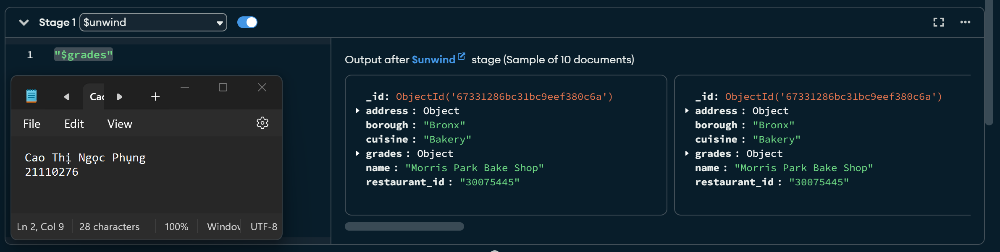 Stage 1 $unwind
1 "$grades"
Output after $unwind stage (Sample of 10 documents)
_id: ObjectId('67331286bc31bc9eef380c6a')
address : Object
borough : "Bronx"
cuisine : "Bakery"
grades : Object
name : "Morris Park Bake Shop"
restaurant_id : "30075445"
_id: ObjectId('67331286bc31bc9eef380c6a')
address : Object
borough : "Bronx"
cuisine : "Bakery"
grades : Object
name : "Morris Park Bake Shop"
restaurant_id : "30075445"
File Edit View
Cao Thị Ngọc Phụng
21110276
Ln 2, Col 9 28 characters 100% UTF-8